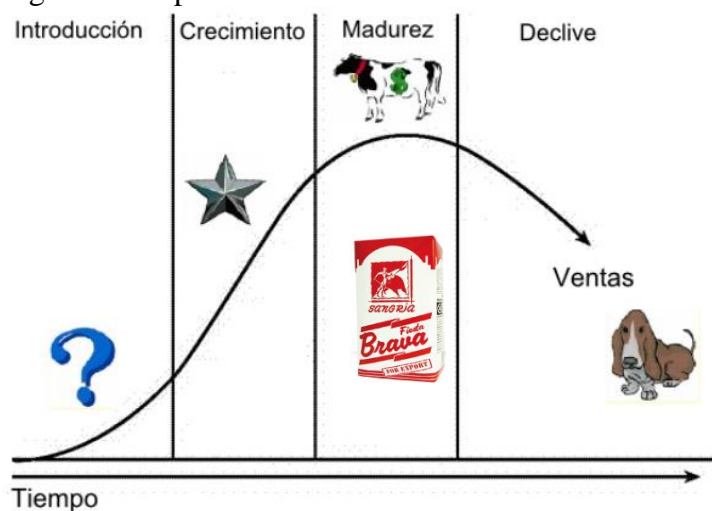 Introducción
Crecimiento
Madurez
Declive
$
?
SANGRIA
Fiesta
Brava
FOR EXPORT
Ventas
Tiempo